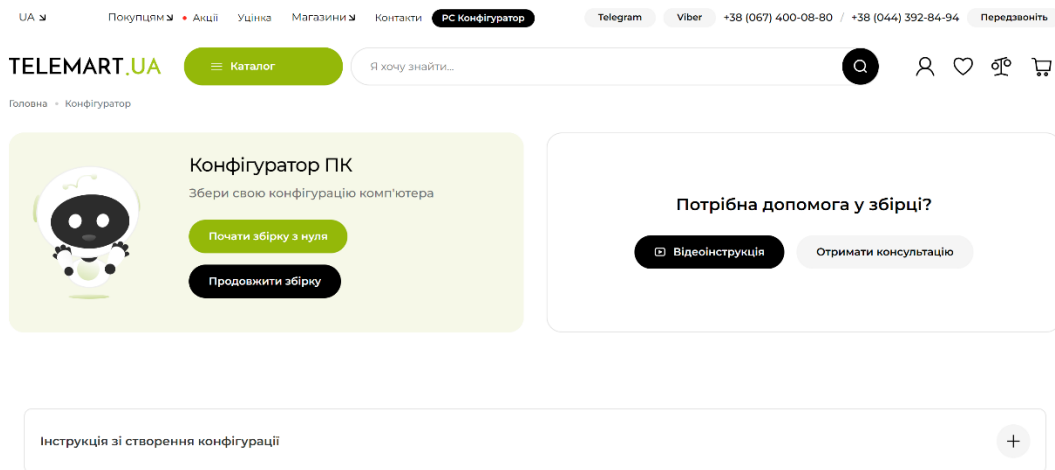 UA Покупцям Акції Уцінка Магазини Контакти PC Конфігуратор Telegram Viber +38 (067) 400-08-80 / +38 (044) 392-84-94 Передзвоніть
TELEMART.UA Каталог Я хочу знайти...
Головна Конфігуратор
Конфігуратор ПК
Збери свою конфігурацію комп'ютера
Почати збірку з нуля
Продовжити збірку
Потрібна допомога у збірці?
Відеоінструкція Отримати консультацію
Інструкція зі створення конфігурації